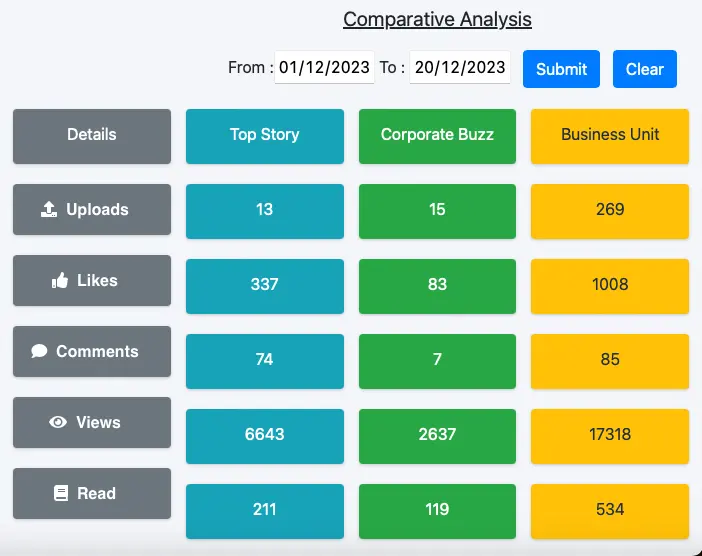 Comparative Analysis
From : 01/12/2023 To : 20/12/2023 Submit Clear
Details Top Story Corporate Buzz Business Unit
Uploads 13 15 269
Likes 337 83 1008
Comments 74 7 85
Views 6643 2637 17318
Read 211 119 534